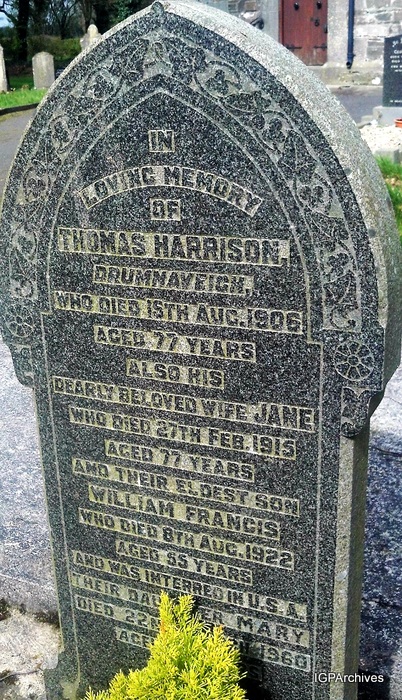 IN
LOVING MEMORY
OF
THOMAS HARRISON,
DRUMNAVEIGH,
WHO DIED 15TH AUG. 1906
AGED 77 YEARS
ALSO HIS
DEARLY BELOVED WIFE JANE
WHO DIED 27TH FEB. 1915
AGED 77 YEARS
AND THEIR ELDEST SON
WILLIAM FRANCIS
WHO DIED 8TH AUG. 1922
AGED 55 YEARS
AND WAS INTERRED IN U.S.A.
THEIR MARY
DIED 1960
IGPArchives